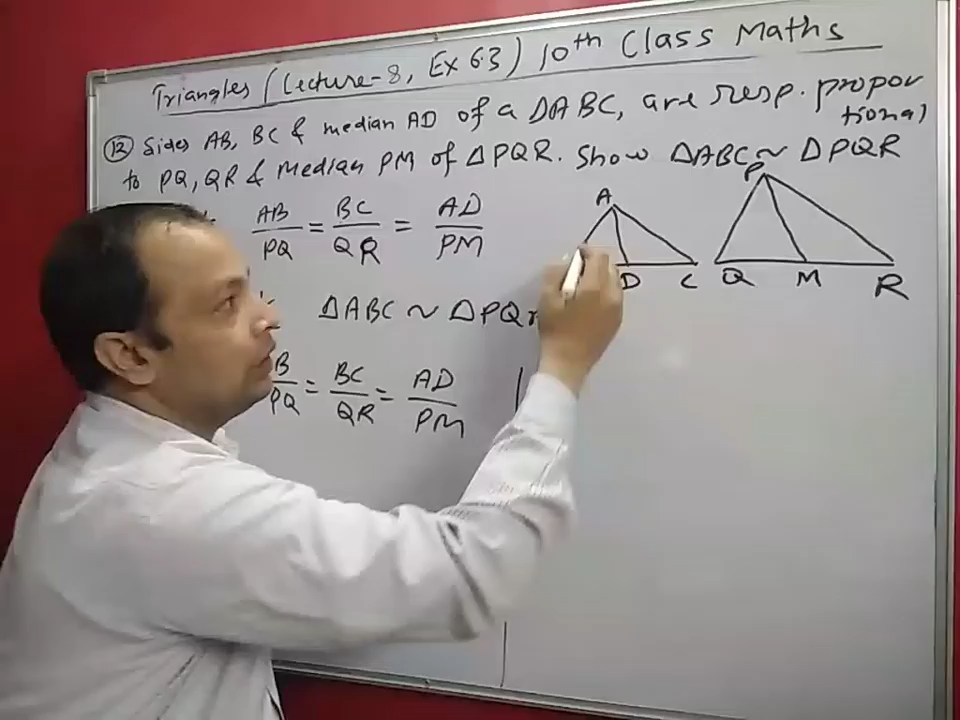 Triangles (Lecture-8, Ex 6.3) 10th Class Maths
12 Sides AB, BC & median AD of a ΔABC, are resp. propor
tional
to PQ, QR & Median PM of ΔPQR. Show ΔABC ~ ΔPQR
AB/PQ = BC/QR = AD/PM
A
P
D C Q M R
ΔABC ~ ΔPQR
B/PQ = BC/QR = AD/PM